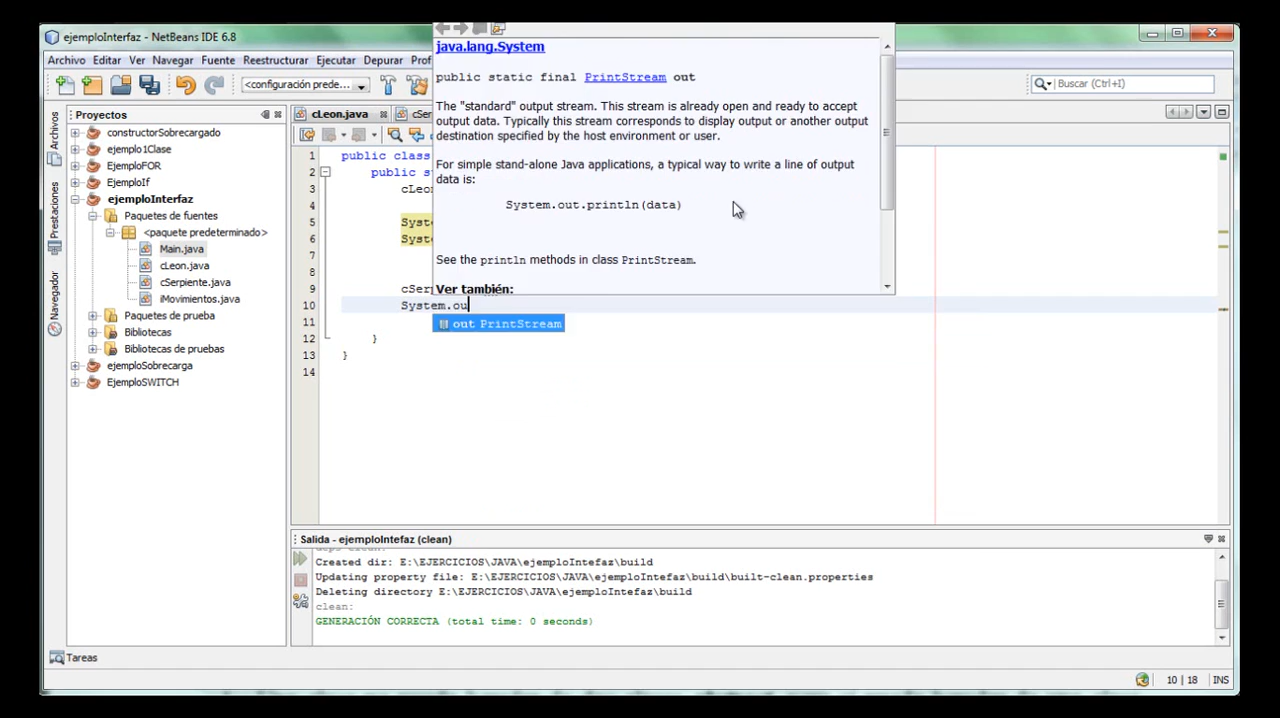 ejemploInterfaz - NetBeans IDE 6.8
Archivo Editar Ver Navegar Fuente Reestructurar Ejecutar Depurar Prof
<configuración prede...
Buscar (Ctrl+I)
Archivos
Prestaciones
Navegador
Proyectos
constructorSobrecargado
ejemplo1Clase
EjemploFOR
EjemploIf
ejemploInterfaz
Paquetes de fuentes
<paquete predeterminado>
Main.java
cLeon.java
cSerpiente.java
iMovimientos.java
Paquetes de prueba
Bibliotecas
Bibliotecas de pruebas
ejemploSobrecarga
EjemploSWITCH
cLeon.java cSer
java.lang.System
public static final PrintStream out
The "standard" output stream. This stream is already open and ready to accept
output data. Typically this stream corresponds to display output or another output
destination specified by the host environment or user.
For simple stand-alone Java applications, a typical way to write a line of output
data is:
System.out.println(data)
See the println methods in class PrintStream.
Ver también:
1 public class
2 public st
3 cLeon
4
5 Syste
6 Syste
7
8
9 cSerp
10 System.ou
out PrintStream
11
12 }
13 }
14
Salida - ejemploIntefaz (clean)
Created dir: E:\EJERCICIOS\JAVA\ejemploIntefaz\build
Updating property file: E:\EJERCICIOS\JAVA\ejemploIntefaz\build\built-clean.properties
Deleting directory E:\EJERCICIOS\JAVA\ejemploIntefaz\build
clean:
GENERACIÓN CORRECTA (total time: 0 seconds)
Tareas
10 | 18 INS